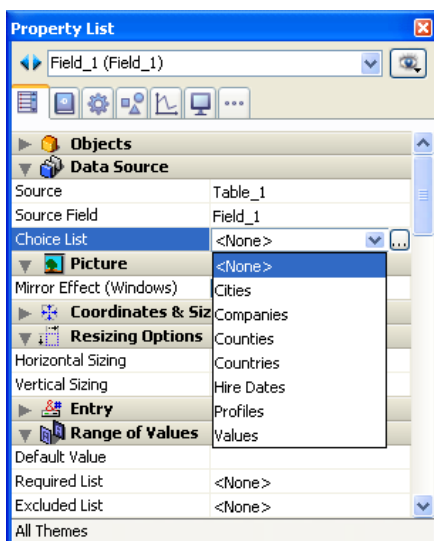 Property List
Field_1 (Field_1)
Objects
Data Source
Source Table_1
Source Field Field_1
Choice List <None>
Picture <None>
Mirror Effect (Windows) Cities
Coordinates & Siz Companies
Resizing Options Counties
Horizontal Sizing Countries
Vertical Sizing Hire Dates
Entry Profiles
Range of Values Values
Default Value
Required List <None>
Excluded List <None>
All Themes